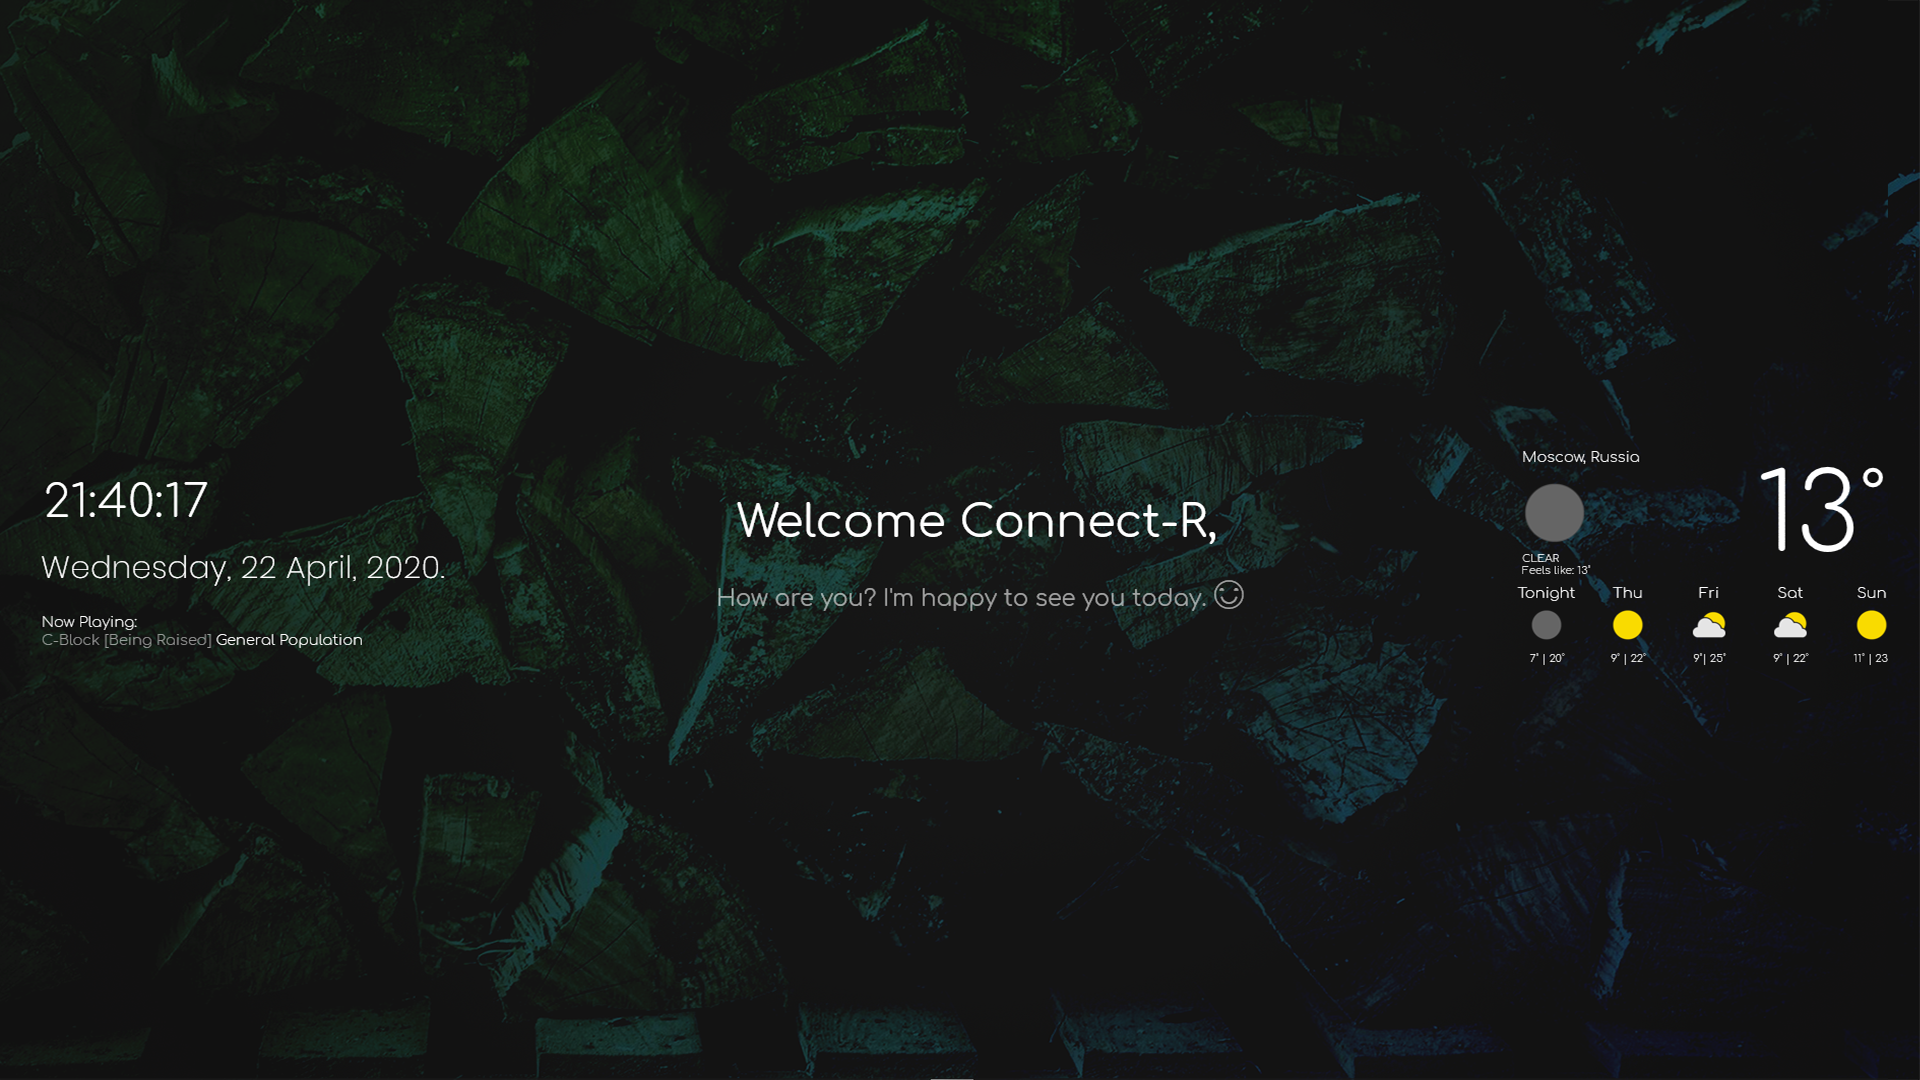 21:40:17
Wednesday, 22 April, 2020.
Now Playing:
C-Block [Being Raised] General Population
Welcome Connect-R,
How are you? I'm happy to see you today.
Moscow, Russia
13°
CLEAR
Feels like: 13°
Tonight Thu Fri Sat Sun
7° | 20° 9° | 22° 9° | 25° 9° | 22° 11° | 23